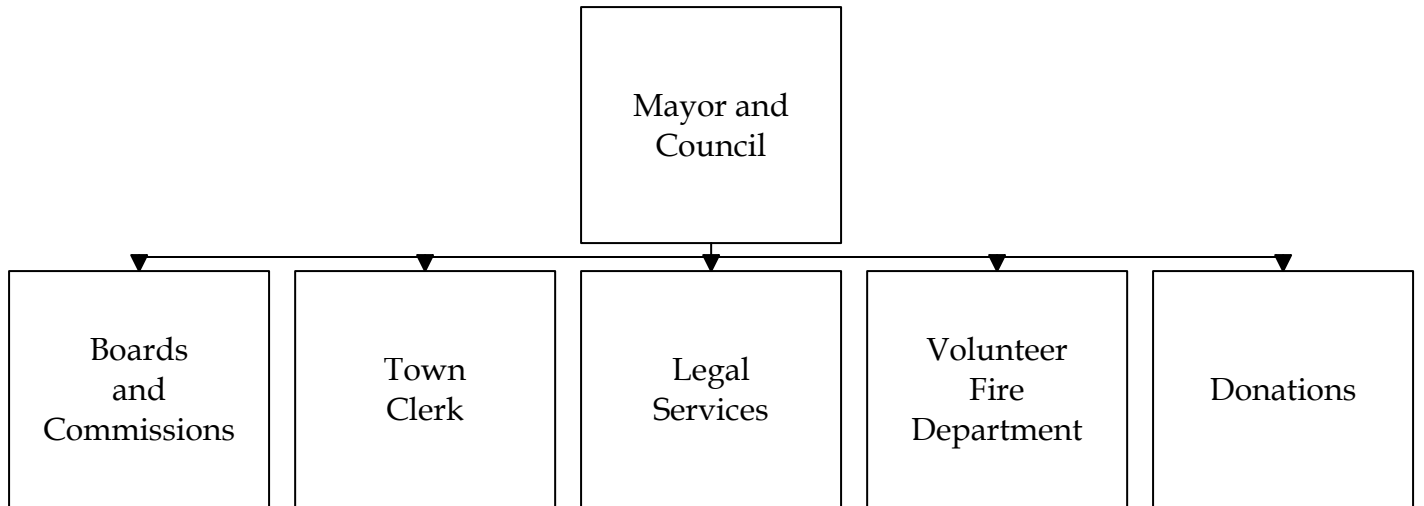 Mayor and
Council
Boards
and
Commissions
Town
Clerk
Legal
Services
Volunteer
Fire
Department
Donations